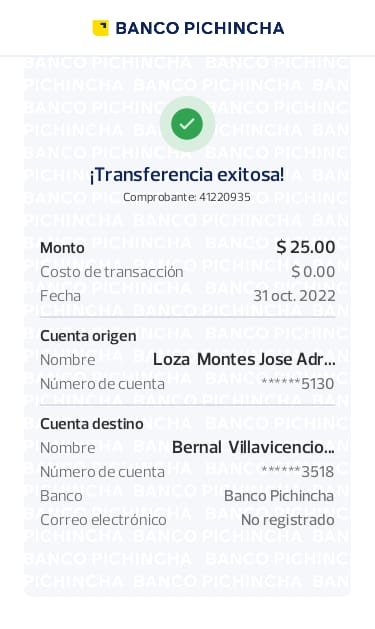 BANCO PICHINCHA
¡Transferencia exitosa!
Comprobante: 41220935
Monto $ 25.00
Costo de transacción $ 0.00
Fecha 31 oct. 2022
Cuenta origen
Nombre Loza Montes Jose Adr...
Número de cuenta ******5130
Cuenta destino
Nombre Bernal Villavicencio...
Número de cuenta ******3518
Banco Banco Pichincha
Correo electrónico No registrado